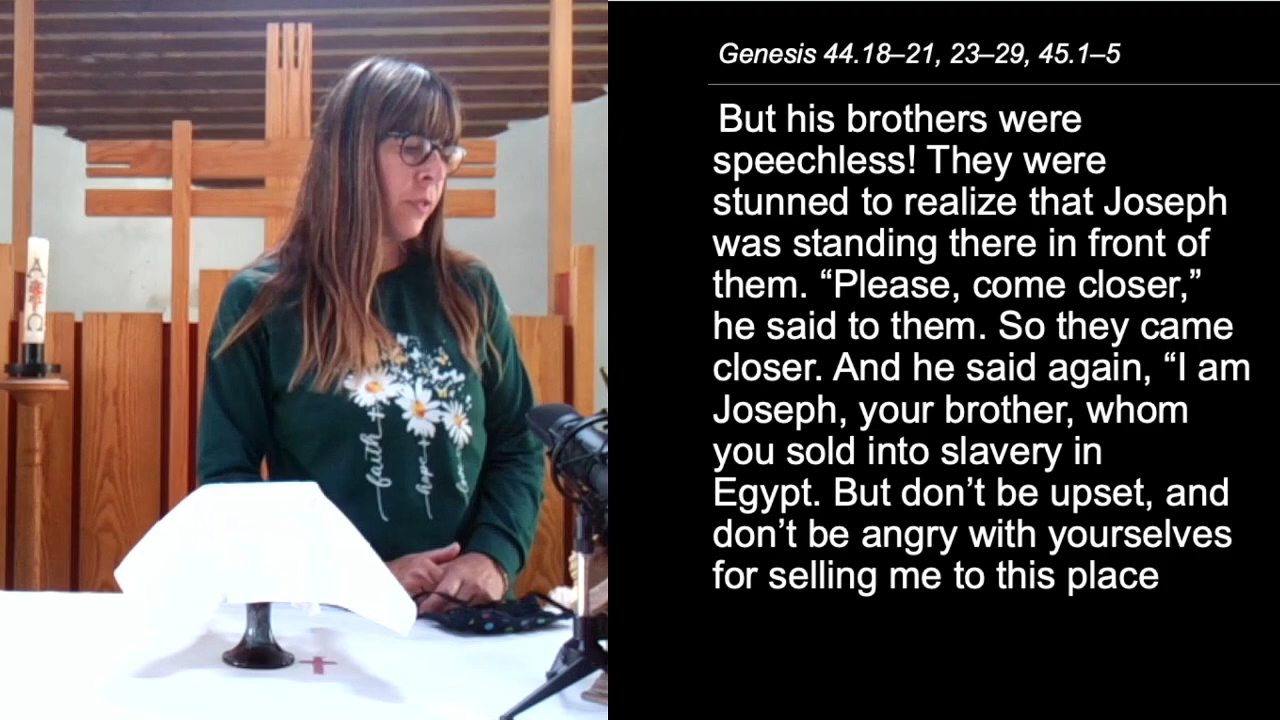 Genesis 44.18–21, 23–29, 45.1–5
But his brothers were
speechless! They were
stunned to realize that Joseph
was standing there in front of
them. “Please, come closer,”
he said to them. So they came
closer. And he said again, “I am
Joseph, your brother, whom
you sold into slavery in
Egypt. But don’t be upset, and
don’t be angry with yourselves
for selling me to this place
Α
Ω
faith +
hope +
love